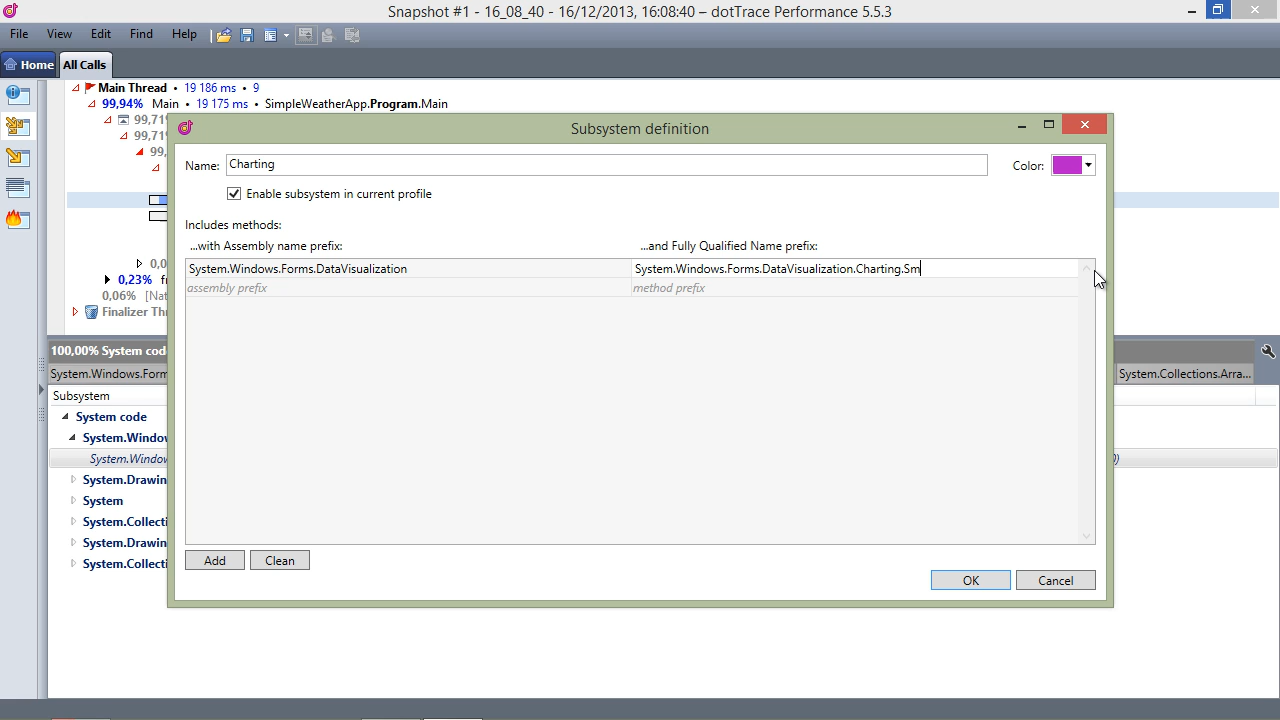 Snapshot #1 - 16_08_40 - 16/12/2013, 16:08:40 – dotTrace Performance 5.5.3
File View Edit Find Help
Home All Calls
Main Thread • 19 186 ms • 9
99,94% Main • 19 175 ms • SimpleWeatherApp.Program.Main
99,71
99,71
99,
Subsystem definition
Name: Charting Color:
Enable subsystem in current profile
Includes methods:
...with Assembly name prefix: ...and Fully Qualified Name prefix:
System.Windows.Forms.DataVisualization System.Windows.Forms.DataVisualization.Charting.Sm
assembly prefix method prefix
0,0
0,23%
0,06% [Nat
Finalizer Th
100,00% System cod
System.Windows.Form System.Collections.Arra...
Subsystem
System code
System.Window
System.Window
System.Drawin
System
System.Collecti
System.Drawin
System.Collecti
Add Clean
OK Cancel